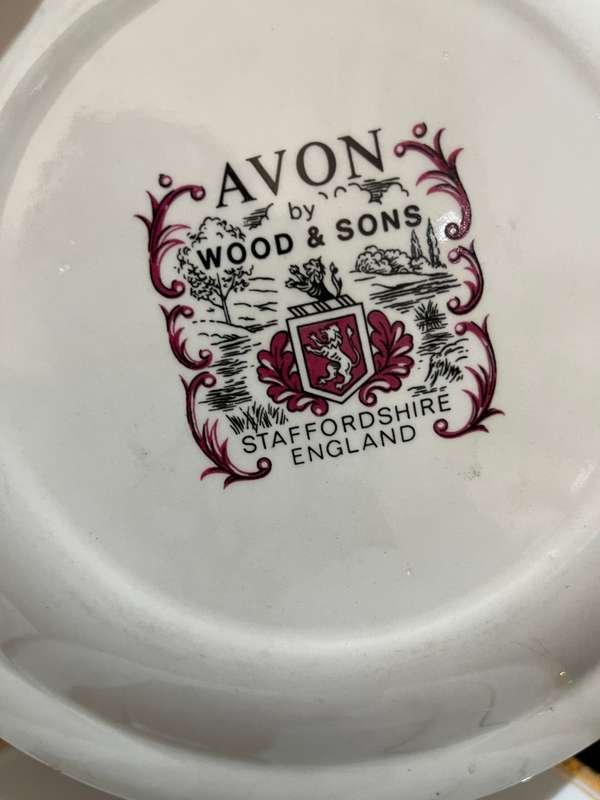 AVON
by
WOOD & SONS
STAFFORDSHIRE
ENGLAND